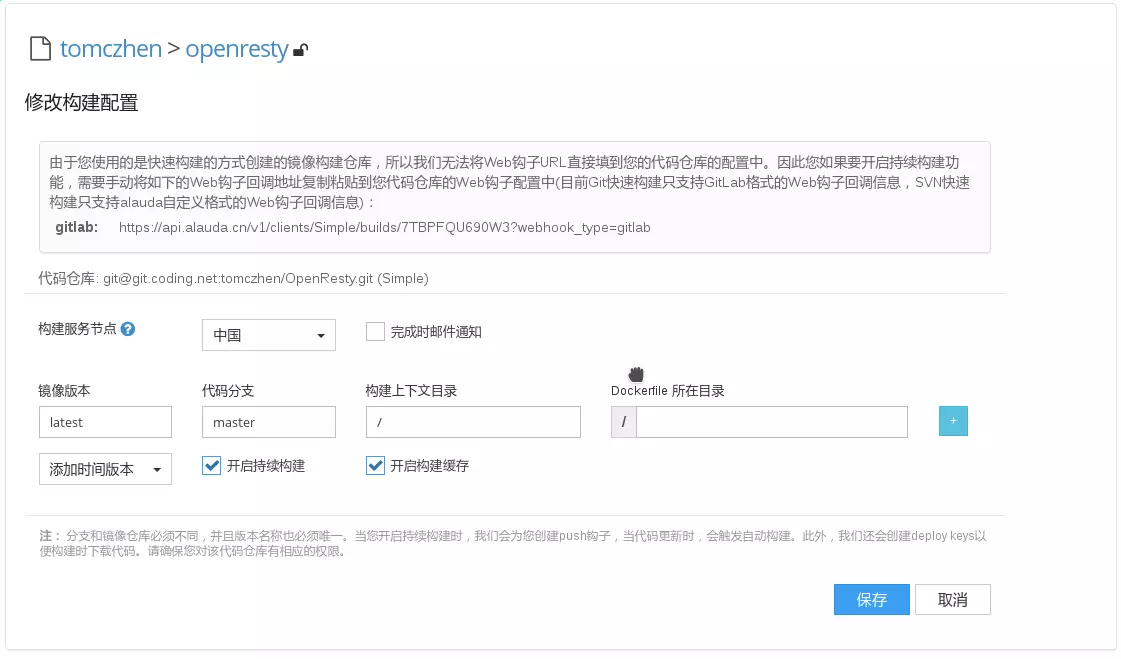 tomczhen > openresty
修改构建配置
由于您使用的是快速构建的方式创建的镜像构建仓库，所以我们无法将Web钩子URL直接填到您的代码仓库的配置中。因此您如果要开启持续构建功
能，需要手动将如下的Web钩子回调地址复制粘贴到您代码仓库的Web钩子配置中(目前Git快速构建只支持GitLab格式的Web钩子回调信息，SVN快速
构建只支持alauda自定义格式的Web钩子回调信息)：
gitlab: https://api.alauda.cn/v1/clients/Simple/builds/7TBPFQU690W3?webhook_type=gitlab
代码仓库: git@git.coding.net:tomczhen/OpenResty.git (Simple)
构建服务节点 ? 中国 完成时邮件通知
镜像版本 代码分支 构建上下文目录 Dockerfile 所在目录
latest master / / +
添加时间版本 开启持续构建 开启构建缓存
注：分支和镜像仓库必须不同，并且版本名称也必须唯一。当您开启持续构建时，我们会为您创建push钩子，当代码更新时，会触发自动构建。此外，我们还会创建deploy keys以
便构建时下载代码。请确保您对该代码仓库有相应的权限。
保存 取消